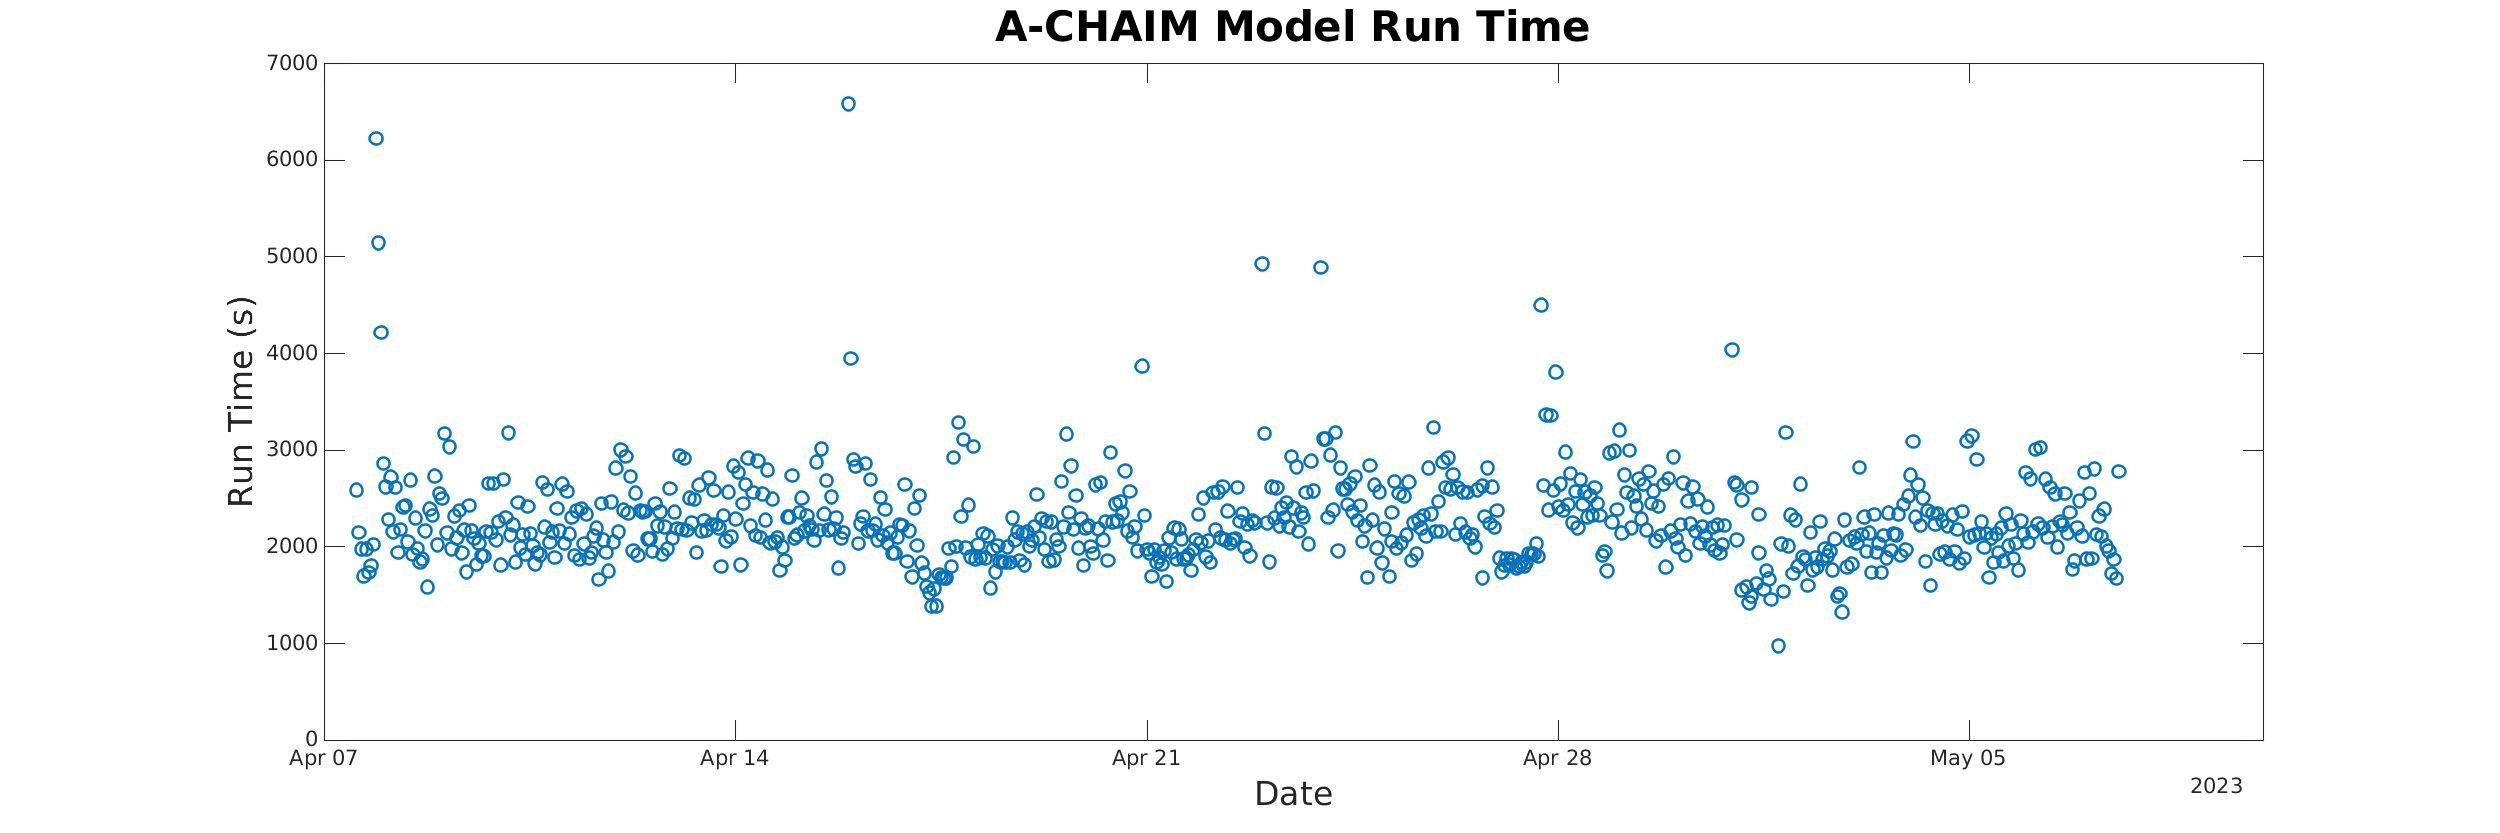 A-CHAIM Model Run Time
Run Time (s)
7000
6000
5000
4000
3000
2000
1000
0
Apr 07
Apr 14
Apr 21
Apr 28
May 05
2023
Date